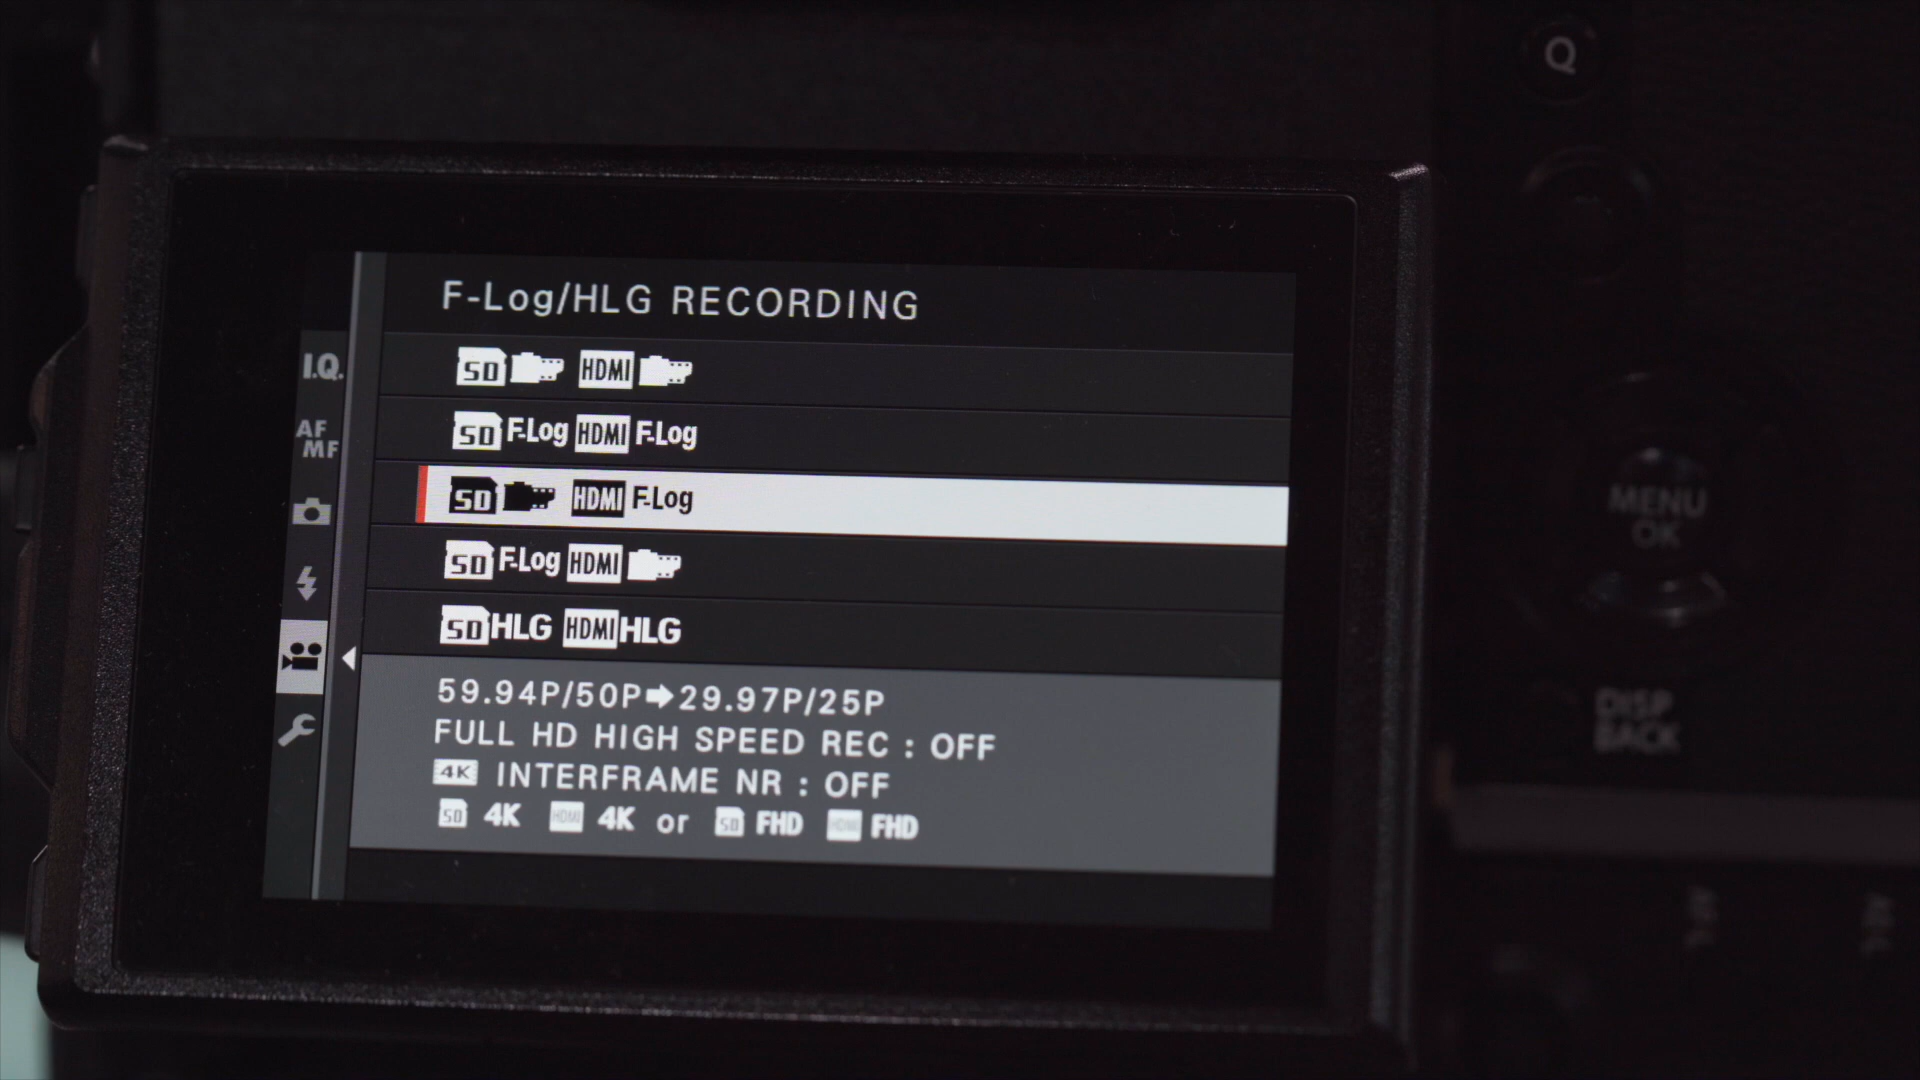 Q
F-Log/HLG RECORDING
I.Q.
SD HDMI
AF
MF
SD F-Log HDMI F-Log
SD HDMI F-Log
SD F-Log HDMI
SD HLG HDMI HLG
59.94P/50P➡29.97P/25P
FULL HD HIGH SPEED REC : OFF
4K INTERFRAME NR : OFF
SD 4K HDMI 4K or SD FHD HDMI FHD
MENU
OK
DISP
BACK